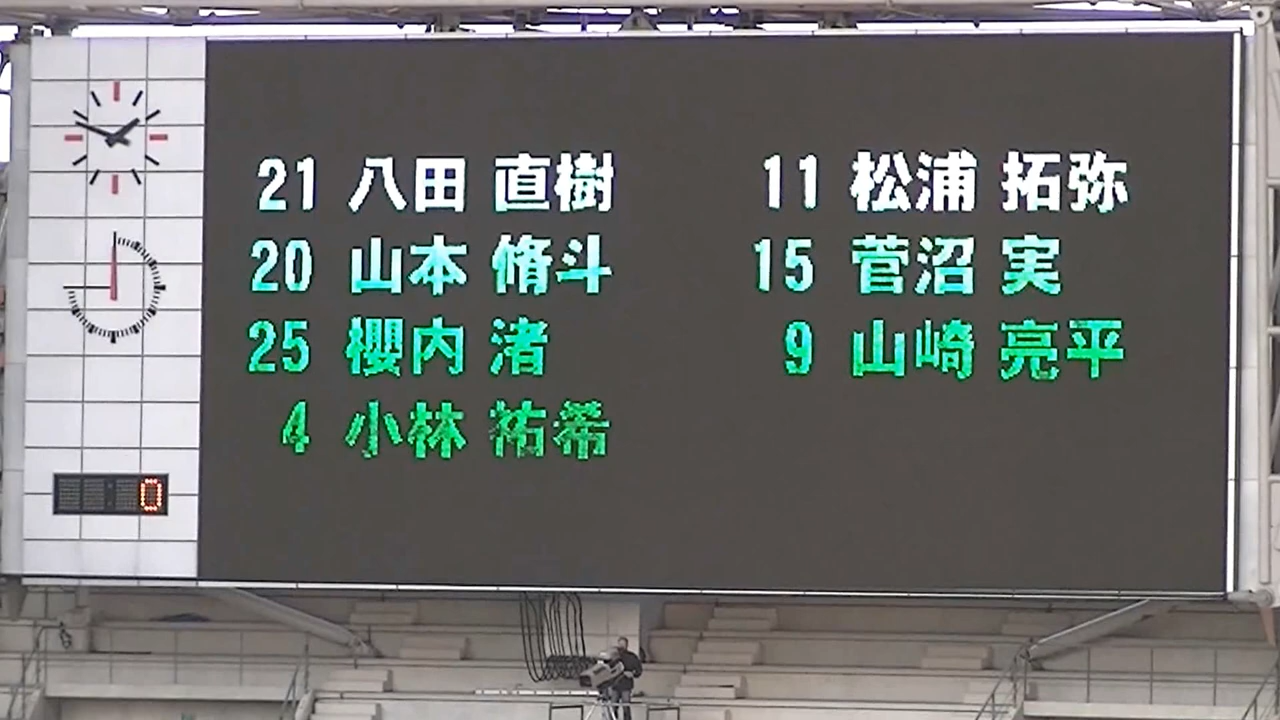 21 八田 直樹
20 山本 脩斗
25 櫻内 渚
4 小林 祐希
11 松浦 拓弥
15 菅沼 実
9 山崎 亮平
0